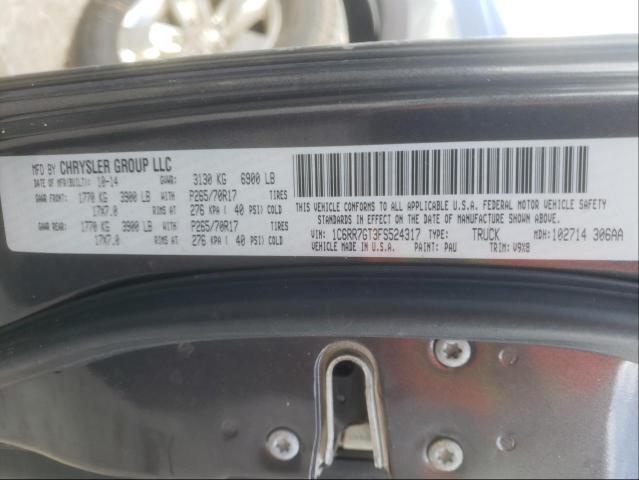 MFD BY CHRYSLER GROUP LLC
DATE OF MFR(BUILT): 10-14 GVWR: 3130 KG 6900 LB
GAWR FRONT: 1770 KG 3900 LB WITH P265/70R17 TIRES
17X7.0 RIMS AT 276 KPA ( 40 PSI) COLD
GAWR REAR: 1770 KG 3900 LB WITH P265/70R17 TIRES
17X7.0 RIMS AT 276 KPA ( 40 PSI) COLD
THIS VEHICLE CONFORMS TO ALL APPLICABLE U.S.A. FEDERAL MOTOR VEHICLE SAFETY
STANDARDS IN EFFECT ON THE DATE OF MANUFACTURE SHOWN ABOVE.
VIN: 1C6RR7GT3FS524317 TYPE: TRUCK MDH: 102714 306AA
VEHICLE MADE IN U.S.A. PAINT: PAU TRIM: V9X8